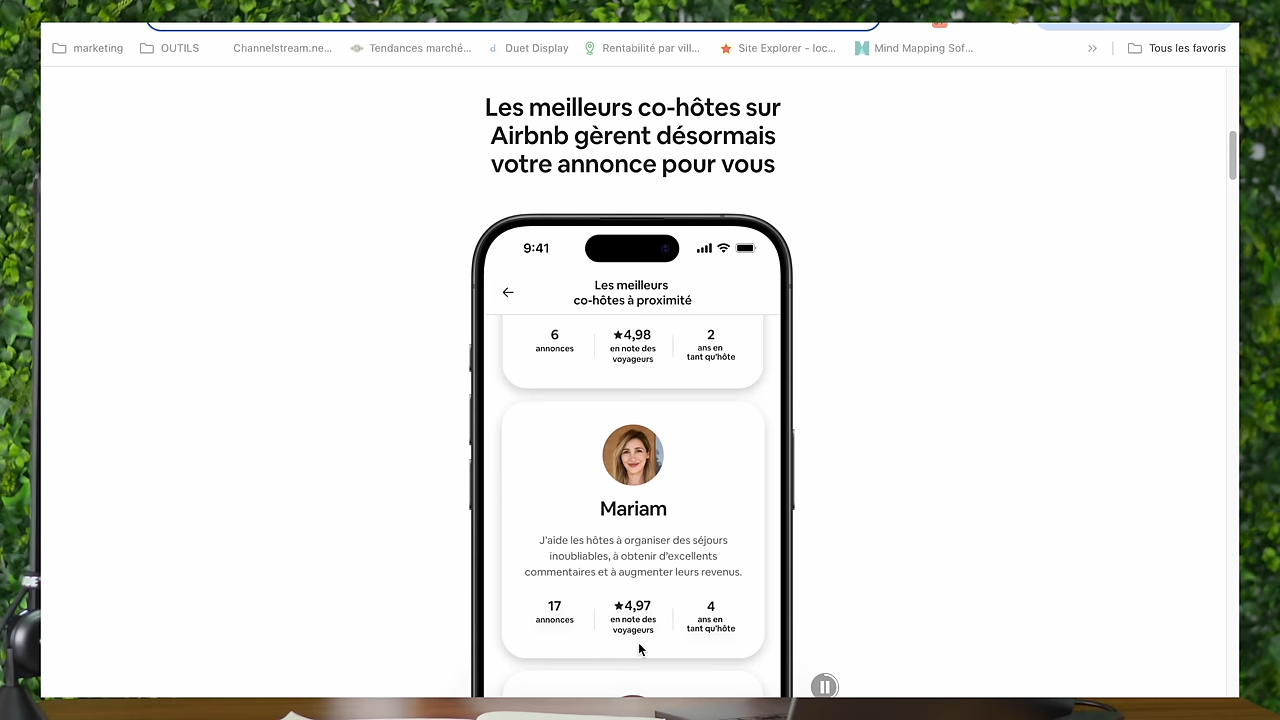 marketing
OUTILS
Channelstream.ne...
Tendances marché...
Duet Display
Rentabilité par vill...
Site Explorer - loc...
Mind Mapping Sof...
Tous les favoris
Les meilleurs co-hôtes sur
Airbnb gèrent désormais
votre annonce pour vous
9:41
Les meilleurs
co-hôtes à proximité
6
annonces
★4,98
en note des
voyageurs
2
ans en
tant qu'hôte
Mariam
J'aide les hôtes à organiser des séjours
inoubliables, à obtenir d'excellents
commentaires et à augmenter leurs revenus.
17
annonces
★4,97
en note des
voyageurs
4
ans en
tant qu'hôte